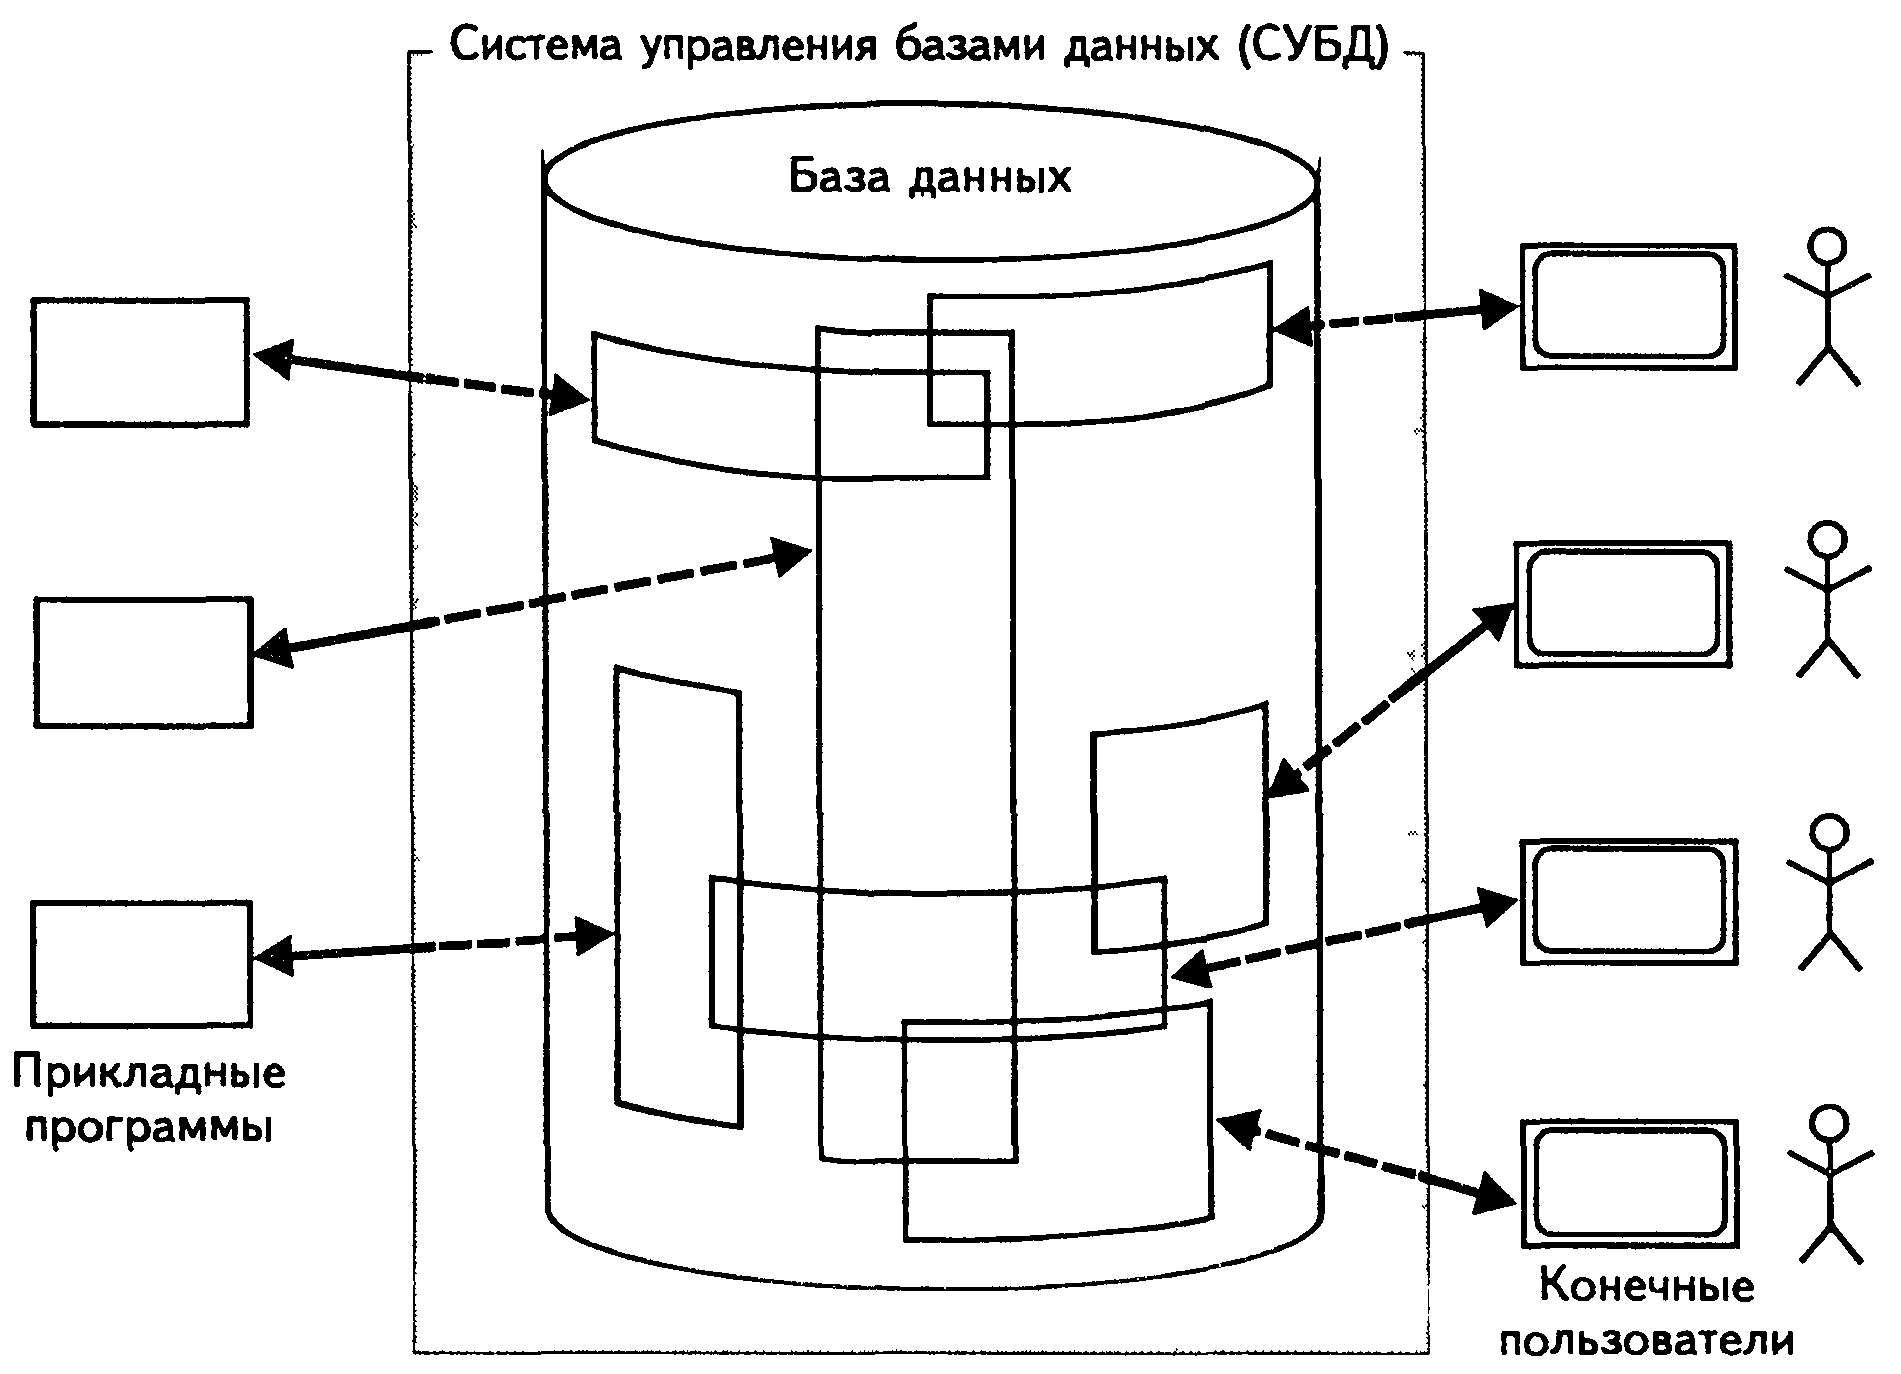 Система управления базами данных (СУБД)
База данных
Прикладные
программы
Конечные
пользователи